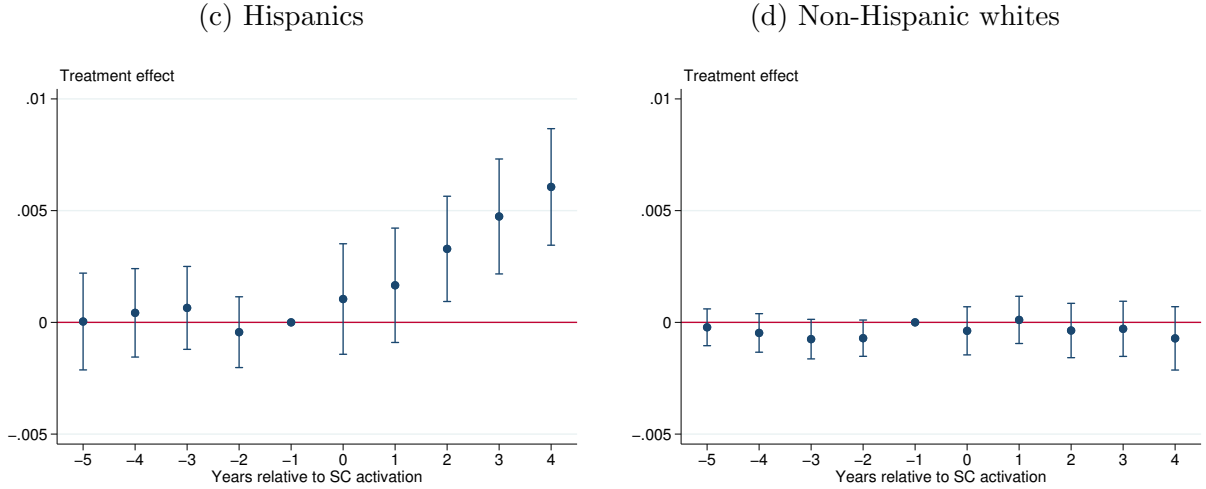 (c) Hispanics
Treatment effect
.01
.005
0
−.005
−5 −4 −3 −2 −1 0 1 2 3 4
Years relative to SC activation
(d) Non-Hispanic whites
Treatment effect
.01
.005
0
−.005
−5 −4 −3 −2 −1 0 1 2 3 4
Years relative to SC activation